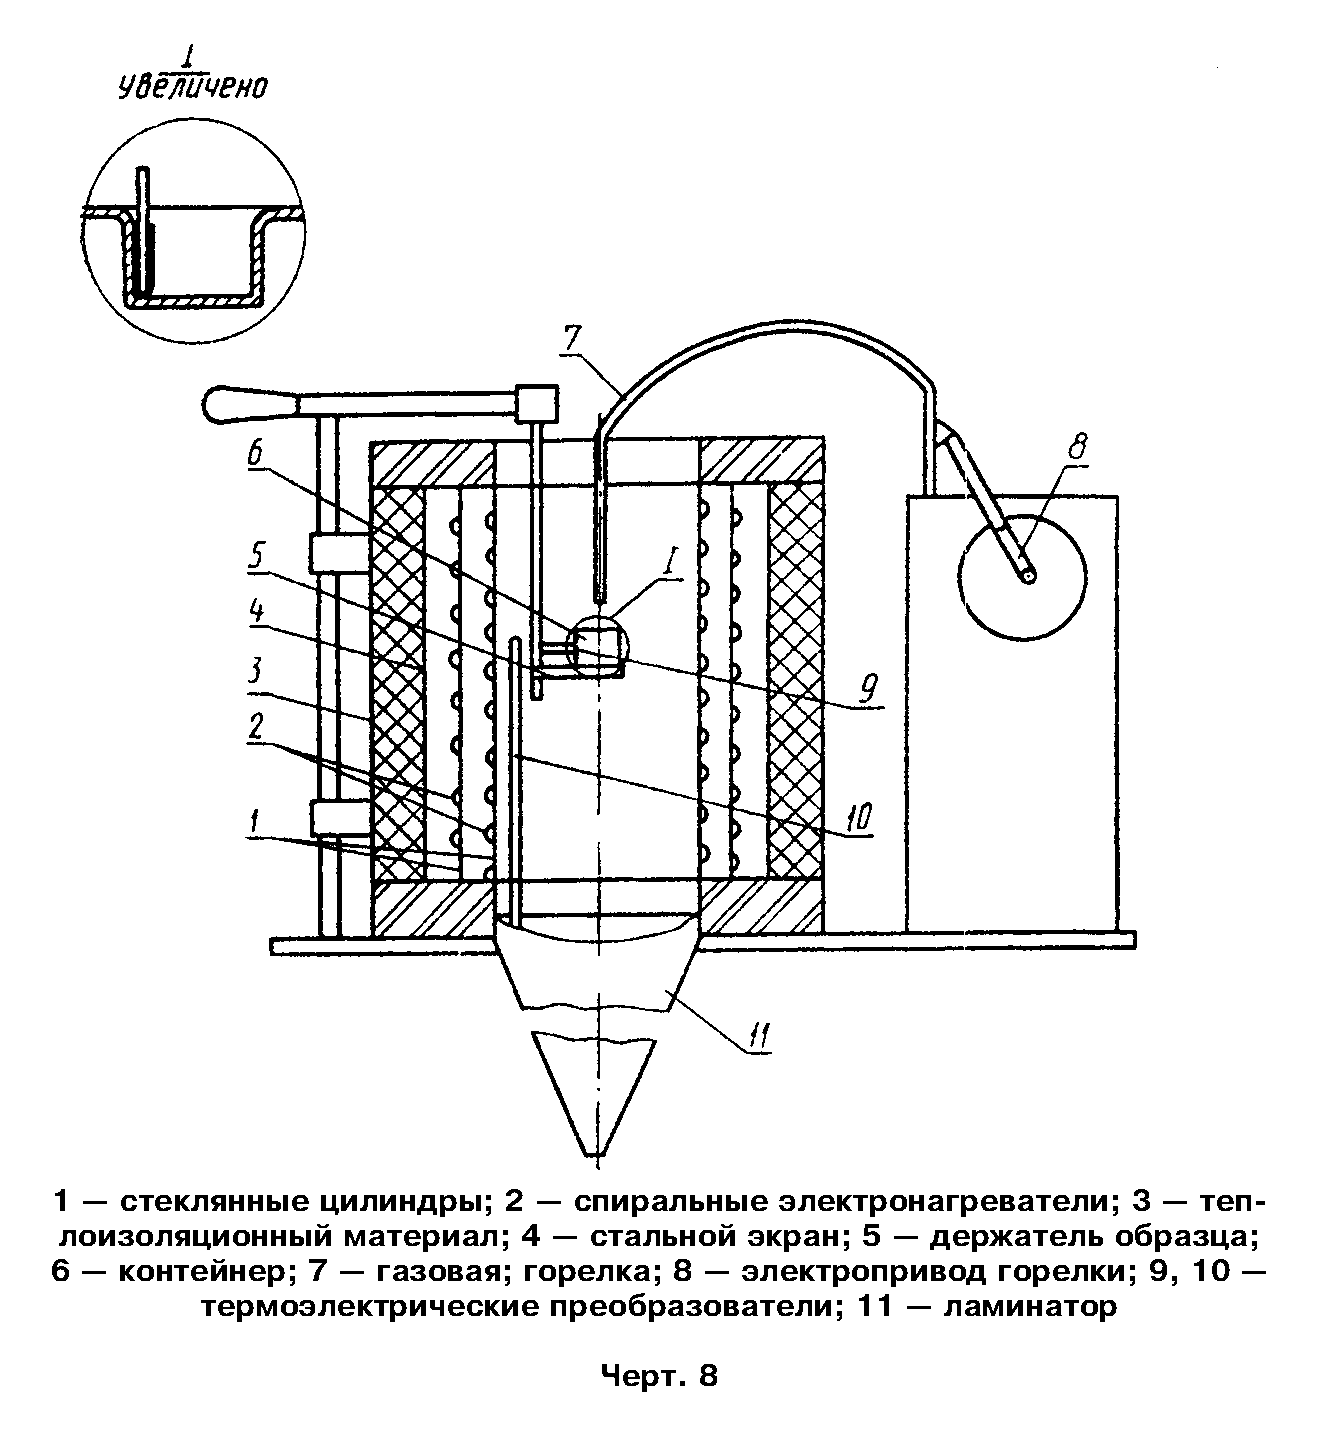 I
увеличено
7
6
8
5
I
4
3
9
2
1
10
11
1 — стеклянные цилиндры; 2 — спиральные электронагреватели; 3 — теп-
лоизоляционный материал; 4 — стальной экран; 5 — держатель образца;
6 — контейнер; 7 — газовая; горелка; 8 — электропривод горелки; 9, 10 —
термоэлектрические преобразователи; 11 — ламинатор
Черт. 8